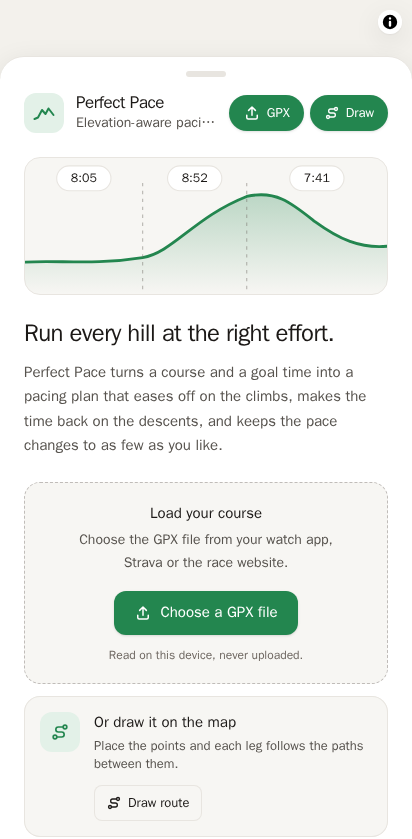 Perfect Pace
Elevation-aware paci···
GPX
Draw
8:05
8:52
7:41
Run every hill at the right effort.
Perfect Pace turns a course and a goal time into a
pacing plan that eases off on the climbs, makes the
time back on the descents, and keeps the pace
changes to as few as you like.
Load your course
Choose the GPX file from your watch app,
Strava or the race website.
Choose a GPX file
Read on this device, never uploaded.
Or draw it on the map
Place the points and each leg follows the paths
between them.
Draw route